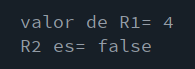 valor de R1= 4
R2 es= false